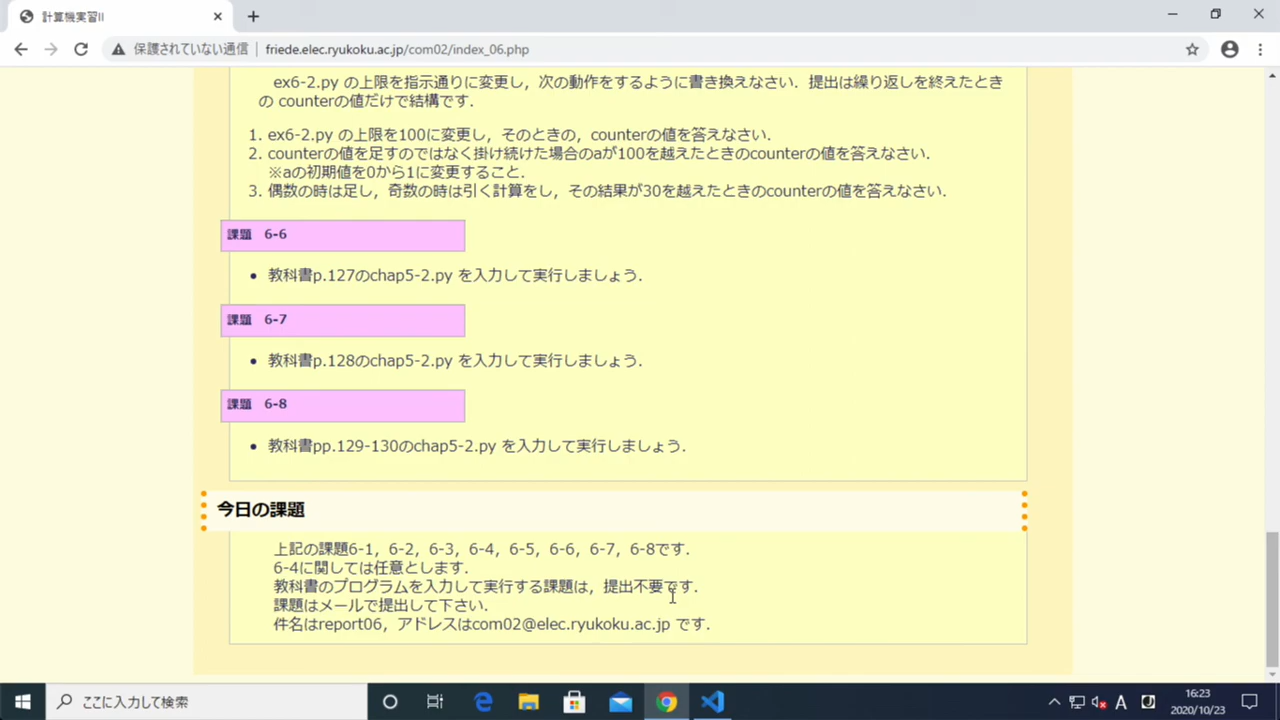 計算機実習II
保護されていない通信 friede.elec.ryukoku.ac.jp/com02/index_06.php
ex6-2.py の上限を指示通りに変更し，次の動作をするように書き換えなさい．提出は繰り返しを終えたとき
の counterの値だけで結構です．
1. ex6-2.py の上限を100に変更し，そのときの，counterの値を答えなさい．
2. counterの値を足すのではなく掛け続けた場合のaが100を越えたときのcounterの値を答えなさい．
※aの初期値を0から1に変更すること．
3. 偶数の時は足し，奇数の時は引く計算をし，その結果が30を越えたときのcounterの値を答えなさい．
課題 6-6
• 教科書p.127のchap5-2.py を入力して実行しましょう．
課題 6-7
• 教科書p.128のchap5-2.py を入力して実行しましょう．
課題 6-8
• 教科書pp.129-130のchap5-2.py を入力して実行しましょう．
今日の課題
上記の課題6-1，6-2，6-3，6-4，6-5，6-6，6-7，6-8です．
6-4に関しては任意とします．
教科書のプログラムを入力して実行する課題は，提出不要です．
課題はメールで提出して下さい．
件名はreport06，アドレスはcom02@elec.ryukoku.ac.jp です．
ここに入力して検索
A
16:23
2020/10/23